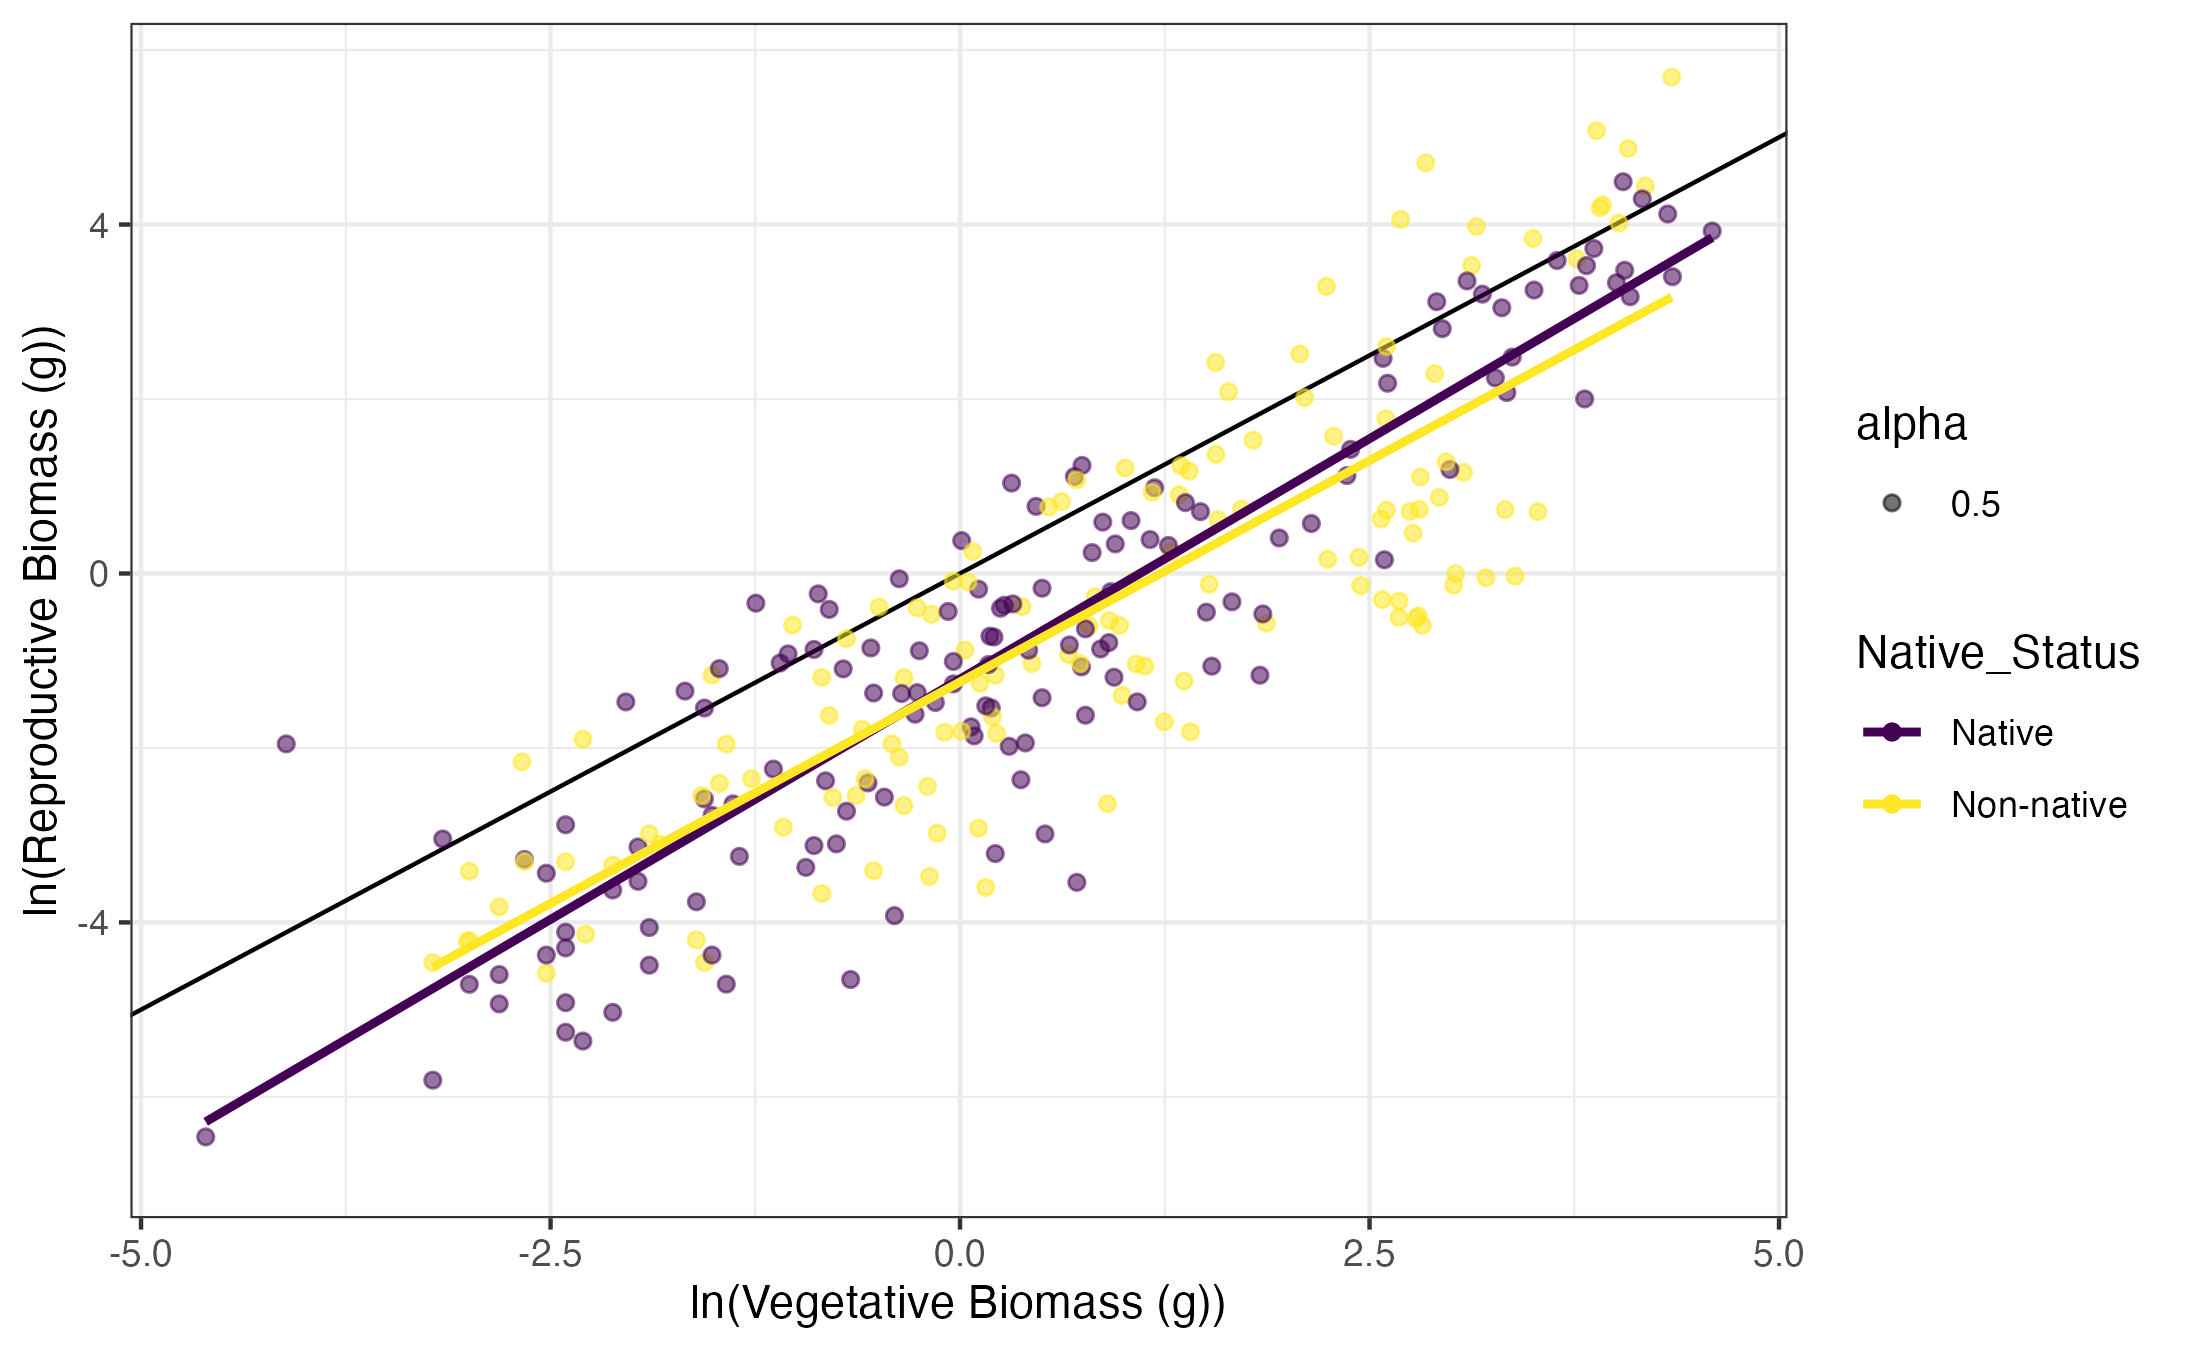 ln(Reproductive Biomass (g))
4
0
-4
-5.0
-2.5
0.0
2.5
5.0
ln(Vegetative Biomass (g))
alpha
0.5
Native_Status
Native
Non-native